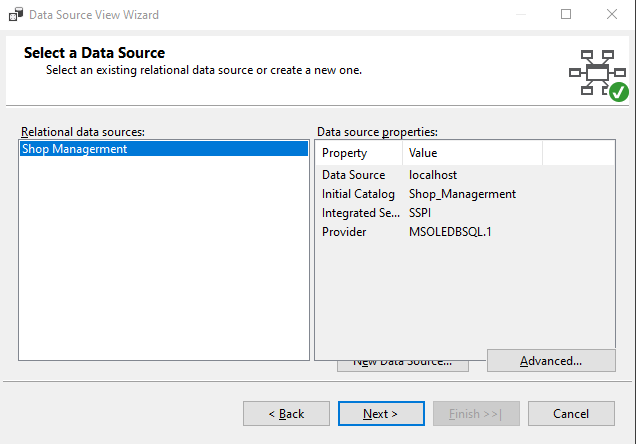 Data Source View Wizard
Select a Data Source
Select an existing relational data source or create a new one.
Relational data sources:
Shop Managerment
Data source properties:
Property Value
Data Source localhost
Initial Catalog Shop_Managerment
Integrated Se... SSPI
Provider MSOLEDBSQL.1
New Data Source... Advanced...
< Back Next > Finish >>| Cancel